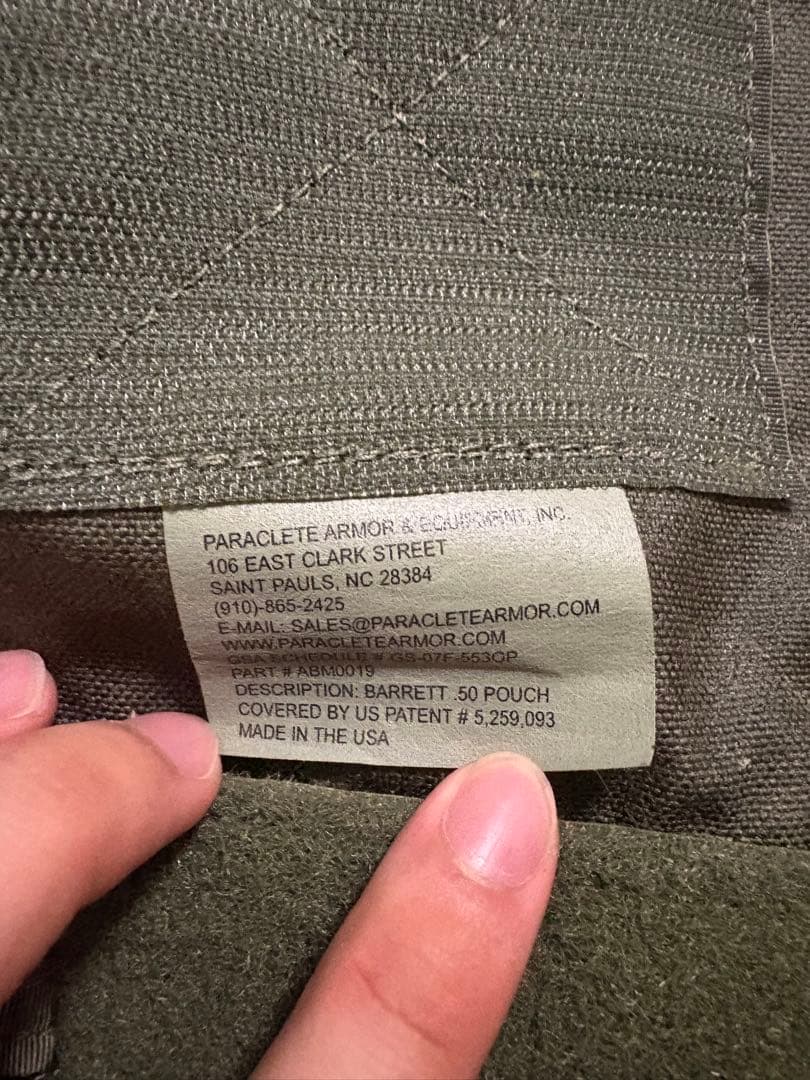 PARACLETE ARMOR & EQUIPMENT, INC.
106 EAST CLARK STREET
SAINT PAULS, NC 28384
(910)-865-2425
E-MAIL: SALES@PARACLETEARMOR.COM
WWW.PARACLETEARMOR.COM
GSA SCHEDULE # GS-07F-5530P
PART # ABM0019
DESCRIPTION: BARRETT .50 POUCH
COVERED BY US PATENT # 5,259,093
MADE IN THE USA